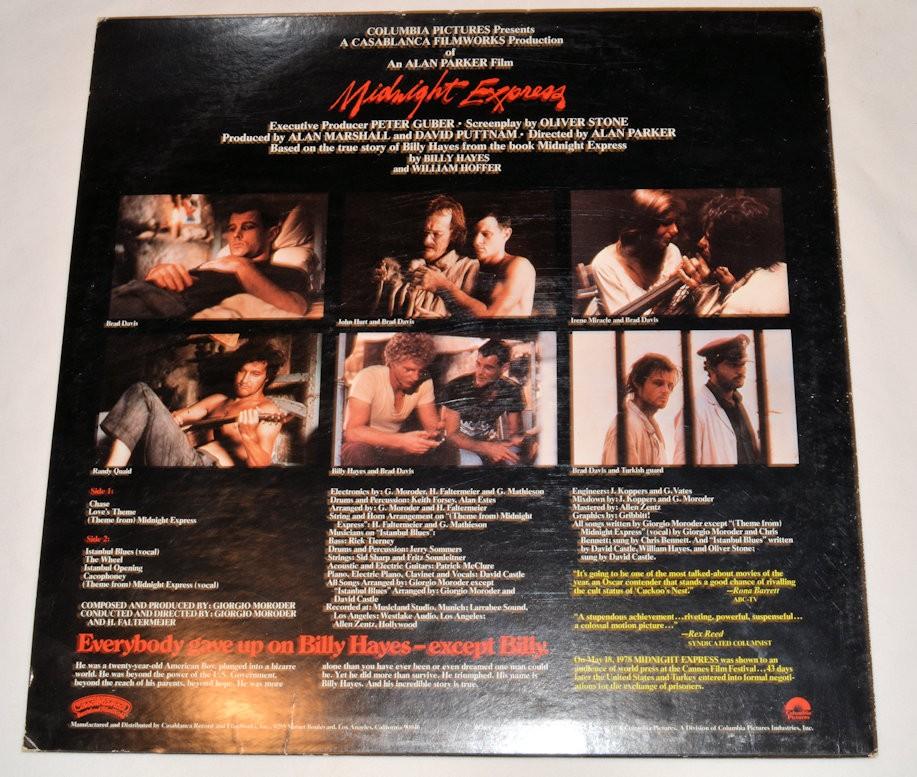 COLUMBIA PICTURES Presents
A CASABLANCA FILMWORKS Production
of
An ALAN PARKER Film
Midnight Express
Executive Producer PETER GUBER • Screenplay by OLIVER STONE
Produced by ALAN MARSHALL and DAVID PUTTNAM • Directed by ALAN PARKER
Based on the true story of Billy Hayes from the book Midnight Express
by BILLY HAYES
and WILLIAM HOFFER
Brad Davis
John Hurt and Brad Davis
Irene Miracle and Brad Davis
Randy Quaid
Billy Hayes and Brad Davis
Brad Davis and Turkish guard
Side 1:
Chase
Love's Theme
(Theme from) Midnight Express
Side 2:
Istanbul Blues (vocal)
The Wheel
Istanbul Opening
Cacophoney
(Theme from) Midnight Express (vocal)
COMPOSED AND PRODUCED BY: GIORGIO MORODER
CONDUCTED AND DIRECTED BY: GIORGIO MORODER
AND H. FALTERMEIER
Electronics by: G. Moroder, H. Faltermeier and G. Mathieson
Drums and Percussion: Keith Forsey, Alan Estes
Arranged by: G. Moroder and H. Faltermeier
String and Horn Arrangement on "(Theme from) Midnight
Express": H. Faltermeier and G. Mathieson
Musicians on "Istanbul Blues":
Bass: Rick Tierney
Drums and Percussion: Jerry Sommers
Strings: Sid Sharp and Fritz Sonnleitner
Acoustic and Electric Guitars: Patrick McClure
Piano, Electric Piano, Clavinet and Vocals: David Castle
All Songs Arranged by: Giorgio Moroder except
"Istanbul Blues" Arranged by: Giorgio Moroder and
David Castle
Recorded at: Musicland Studio, Munich; Larrabee Sound,
Los Angeles; Westlake Audio, Los Angeles;
Allen Zentz, Hollywood
Engineers: J. Koppers and G. Vates
Mixdown by: J. Koppers and G. Moroder
Mastered by: Allen Zentz
Graphics by: Gribbitt!
All songs written by Giorgio Moroder except "(Theme from)
Midnight Express" (vocal) by Giorgio Moroder and Chris
Bennett; sung by Chris Bennett. And "Istanbul Blues" written
by David Castle, William Hayes, and Oliver Stone;
sung by David Castle.
"It's going to be one of the most talked-about movies of the
year, an Oscar contender that stands a good chance of rivalling
the cult status of 'Cuckoo's Nest.'" —Rona Barrett
ABC-TV
"A stupendous achievement...riveting, powerful, suspenseful...
a colossal motion picture..."
—Rex Reed
SYNDICATED COLUMNIST
On May 18, 1978 MIDNIGHT EXPRESS was shown to an
audience of world press at the Cannes Film Festival...43 days
later the United States and Turkey entered into formal negoti-
ations for the exchange of prisoners.
Everybody gave up on Billy Hayes—except Billy.
He was a twenty-year-old American Boy, plunged into a bizarre
world. He was beyond the power of the U.S. Government,
beyond the reach of his parents, beyond hope. He was more
alone than you have ever been or even dreamed one man could
be. Yet he did more than survive. He triumphed. His name is
Billy Hayes. And his incredible story is true.
Casablanca
Columbia
Pictures
Manufactured and Distributed by Casablanca Record and FilmWorks, Inc., 8255 Sunset Boulevard, Los Angeles, California 90046
Columbia Pictures, A Division of Columbia Pictures Industries, Inc.